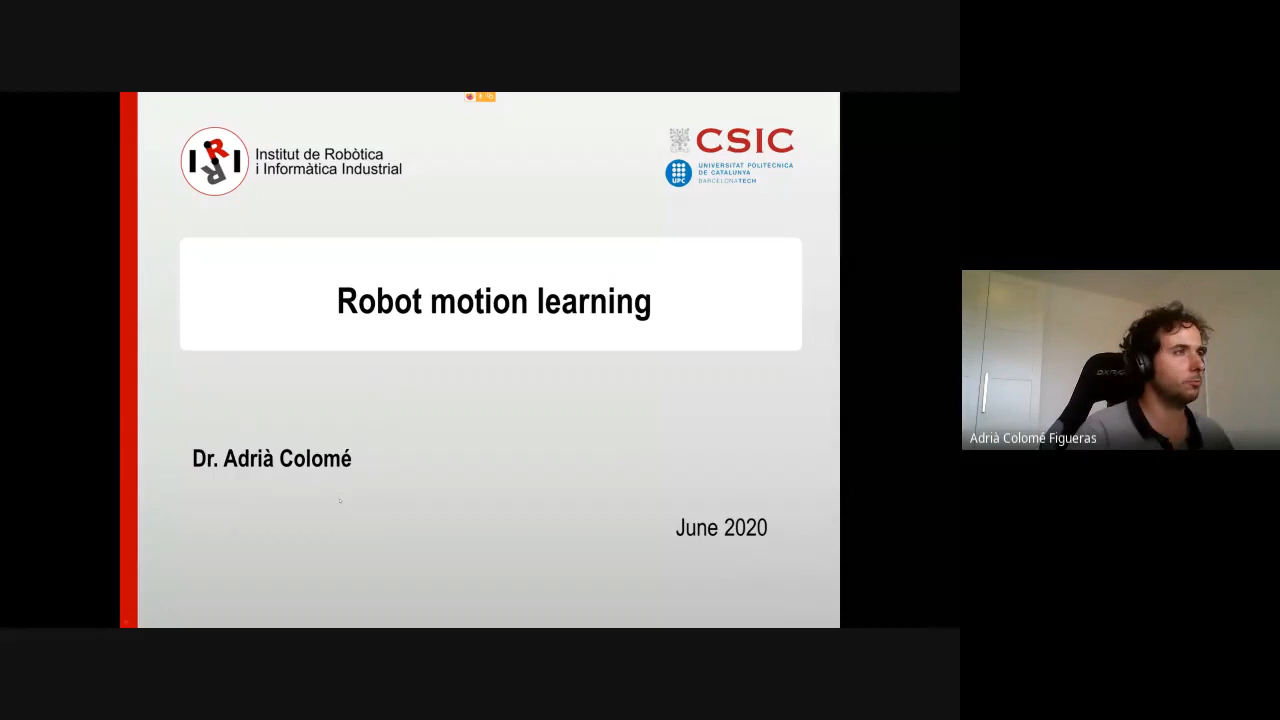 IRI
Institut de Robòtica
i Informàtica Industrial
CSIC
UPC
UNIVERSITAT POLITÈCNICA
DE CATALUNYA
BARCELONATECH
Robot motion learning
Dr. Adrià Colomé
June 2020
Adrià Colomé Figueras